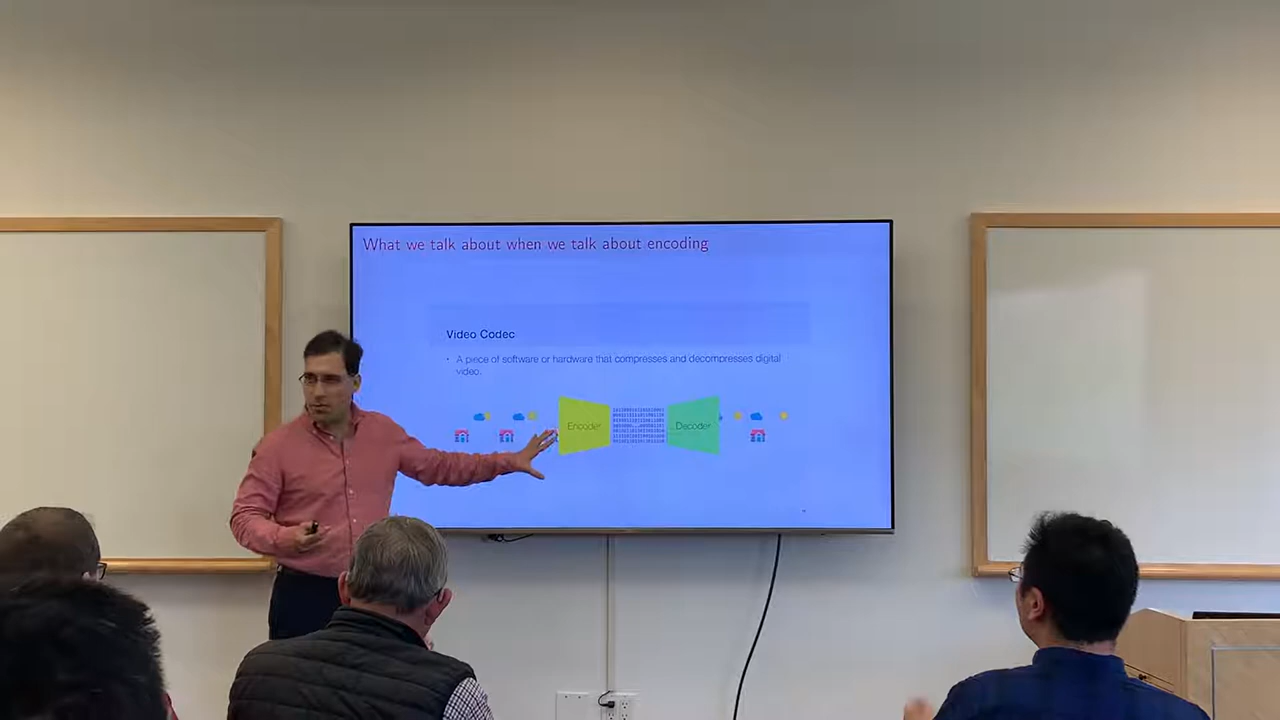 What we talk about when we talk about encoding
Video Codec
• A piece of software or hardware that compresses and decompresses digital
video.
Encoder
Decoder